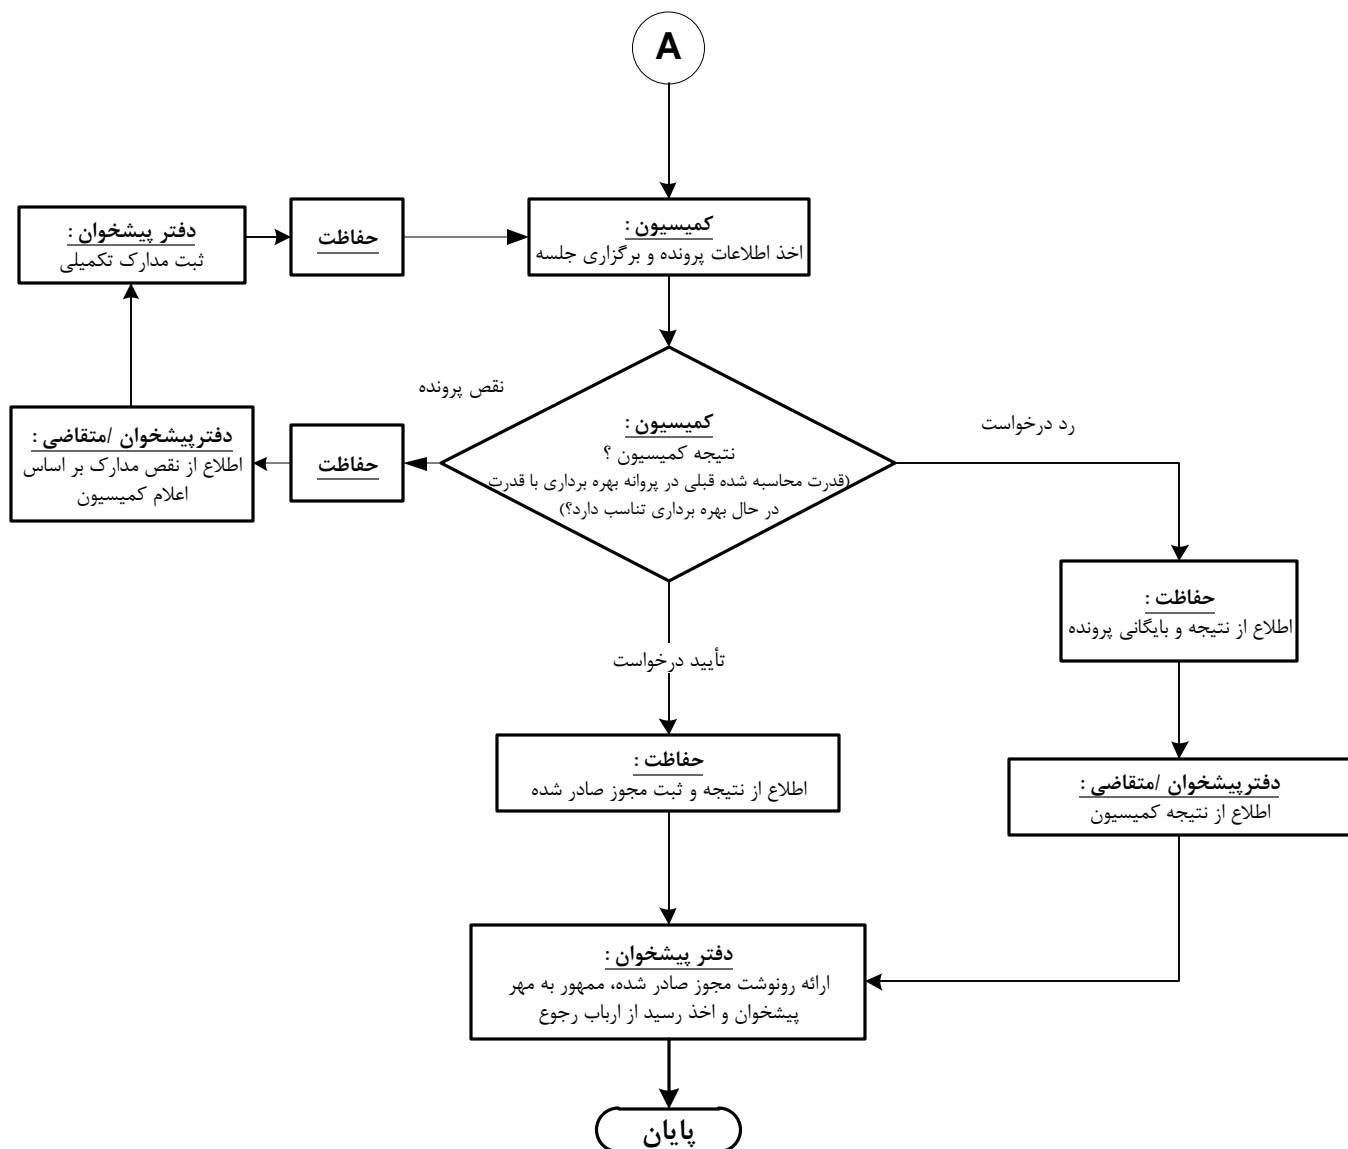 A
کمیسیون :
اخذ اطلاعات پرونده و برگزاری جلسه
حفاظت
دفتر پیشخوان :
ثبت مدارک تکمیلی
کمیسیون :
نتیجه کمیسیون ؟
(قدرت محاسبه شده قبلی در پروانه بهره برداری با قدرت
در حال بهره برداری تناسب دارد؟)
رد درخواست
نقص پرونده
حفاظت
دفترپیشخوان /متقاضی :
اطلاع از نقص مدارک بر اساس
اعلام کمیسیون
حفاظت :
اطلاع از نتیجه و بایگانی پرونده
تأیید درخواست
حفاظت :
اطلاع از نتیجه و ثبت مجوز صادر شده
دفترپیشخوان /متقاضی :
اطلاع از نتیجه کمیسیون
دفتر پیشخوان :
ارائه رونوشت مجوز صادر شده، ممهور به مهر
پیشخوان و اخذ رسید از ارباب رجوع
پایان